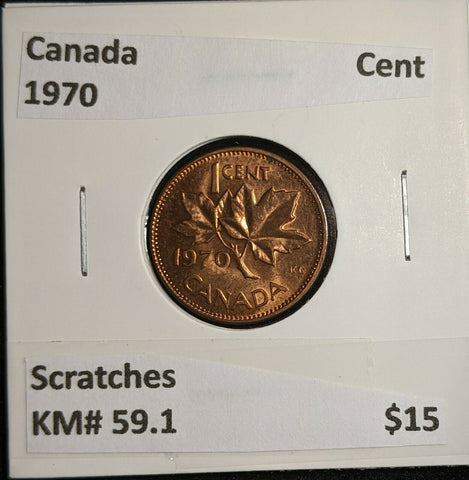 Canada Cent
1970
1 CENT
1970
KG
CANADA
Scratches
KM# 59.1 $15